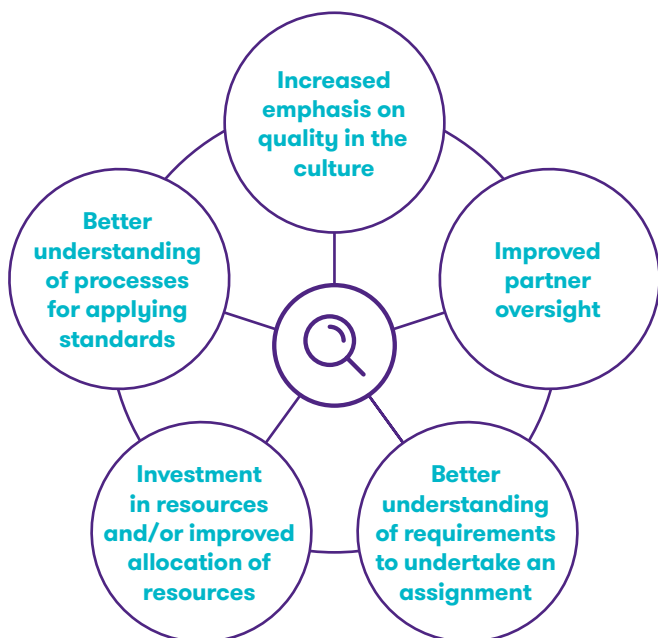 Increased
emphasis on
quality in the
culture
Improved
partner
oversight
Better
understanding
of requirements
to undertake an
assignment
Investment
in resources
and/or improved
allocation of
resources
Better
understanding
of processes
for applying
standards